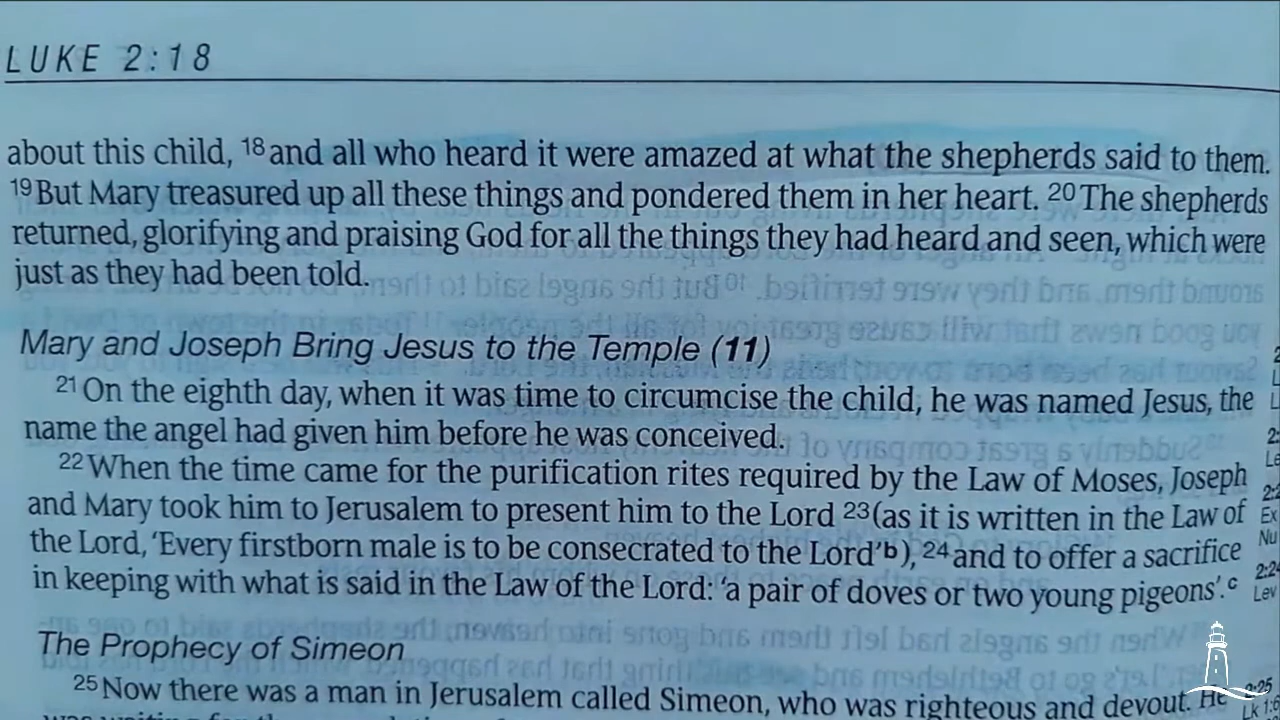 LUKE 2:18
about this child, 18 and all who heard it were amazed at what the shepherds said to them.
19 But Mary treasured up all these things and pondered them in her heart. 20 The shepherds
returned, glorifying and praising God for all the things they had heard and seen, which were
just as they had been told.
Mary and Joseph Bring Jesus to the Temple (11)
21 On the eighth day, when it was time to circumcise the child, he was named Jesus, the
name the angel had given him before he was conceived.
22 When the time came for the purification rites required by the Law of Moses, Joseph
and Mary took him to Jerusalem to present him to the Lord 23 (as it is written in the Law of
the Lord, ‘Every firstborn male is to be consecrated to the Lord’b), 24 and to offer a sacrifice
in keeping with what is said in the Law of the Lord: ‘a pair of doves or two young pigeons’.c
The Prophecy of Simeon
25 Now there was a man in Jerusalem called Simeon, who was righteous and devout. He
Ex
Nu
2:24
Lev
2:25